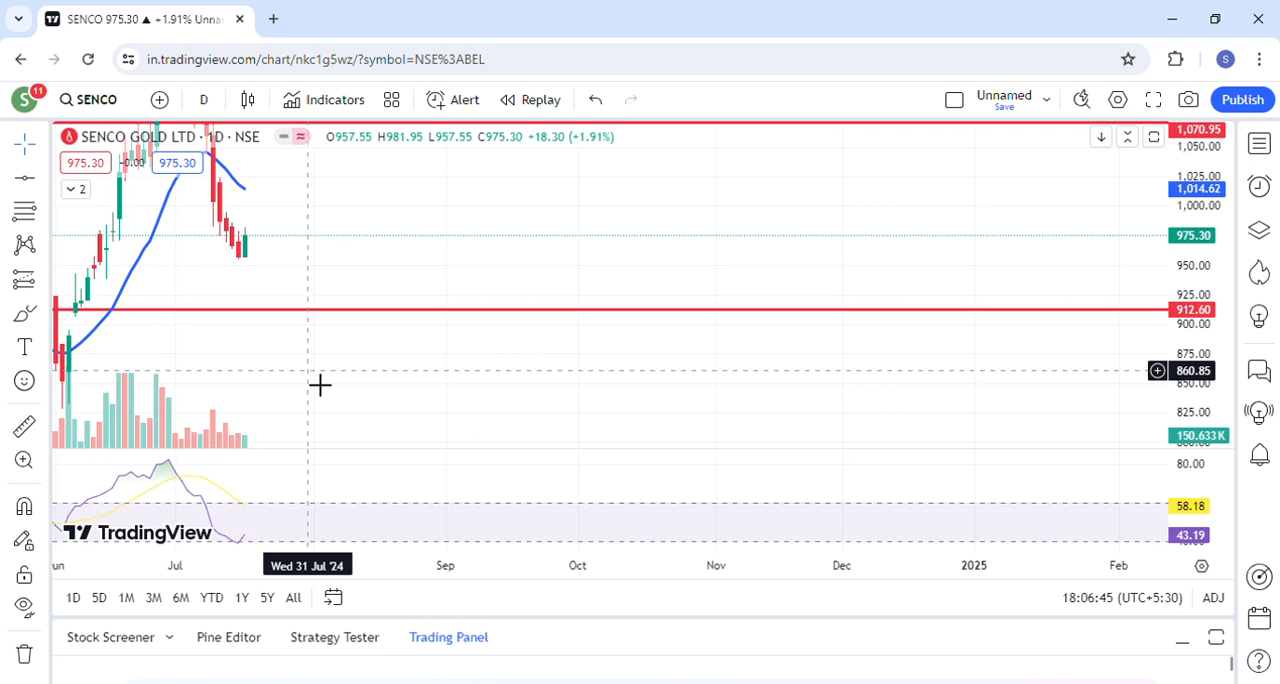 SENCO 975.30 ▲ +1.91% Unna
in.tradingview.com/chart/nkc1g5wz/?symbol=NSE%3ABEL
S
S 11
SENCO
D
Indicators
Alert
Replay
Unnamed
Save
Publish
SENCO GOLD LTD · 1D · NSE
O957.55 H981.95 L957.55 C975.30 +18.30 (+1.91%)
975.30
-0.00
975.30
2
1,070.95
1,050.00
1,025.00
1,014.62
1,000.00
975.30
950.00
925.00
912.60
900.00
875.00
860.85
850.00
825.00
150.633K
80.00
58.18
43.19
TradingView
Jul
Wed 31 Jul '24
Sep
Oct
Nov
Dec
2025
Feb
1D 5D 1M 3M 6M YTD 1Y 5Y All
18:06:45 (UTC+5:30)
ADJ
Stock Screener
Pine Editor
Strategy Tester
Trading Panel